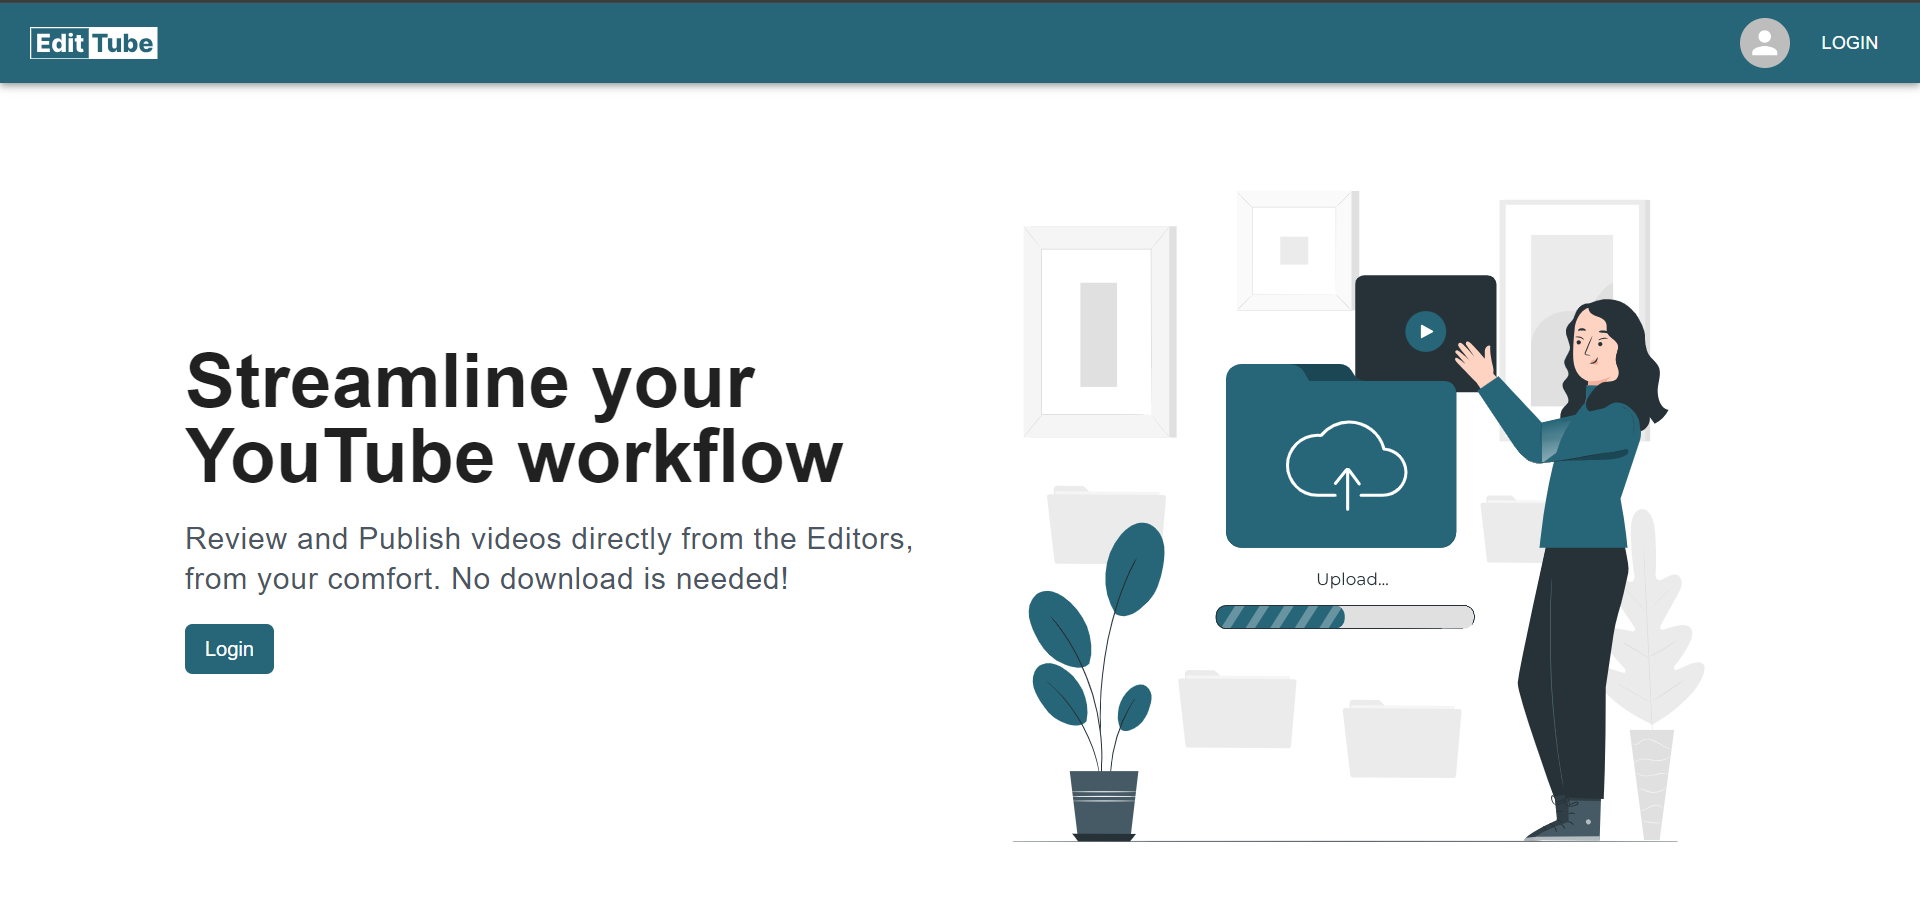 Edit Tube
LOGIN
Streamline your
YouTube workflow
Review and Publish videos directly from the Editors,
from your comfort. No download is needed!
Login
Upload...